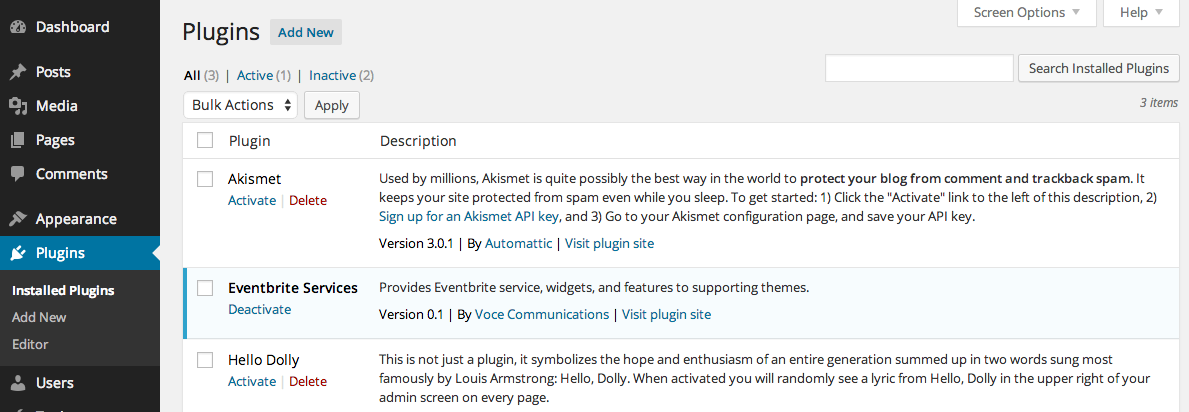 Dashboard
Posts
Media
Pages
Comments
Appearance
Plugins
Installed Plugins
Add New
Editor
Users
Screen Options
Help
Plugins Add New
All (3) | Active (1) | Inactive (2)
Search Installed Plugins
Bulk Actions Apply
3 items
Plugin Description
Akismet
Activate | Delete
Used by millions, Akismet is quite possibly the best way in the world to protect your blog from comment and trackback spam. It
keeps your site protected from spam even while you sleep. To get started: 1) Click the "Activate" link to the left of this description, 2)
Sign up for an Akismet API key, and 3) Go to your Akismet configuration page, and save your API key.
Version 3.0.1 | By Automattic | Visit plugin site
Eventbrite Services
Deactivate
Provides Eventbrite service, widgets, and features to supporting themes.
Version 0.1 | By Voce Communications | Visit plugin site
Hello Dolly
Activate | Delete
This is not just a plugin, it symbolizes the hope and enthusiasm of an entire generation summed up in two words sung most
famously by Louis Armstrong: Hello, Dolly. When activated you will randomly see a lyric from Hello, Dolly in the upper right of your
admin screen on every page.